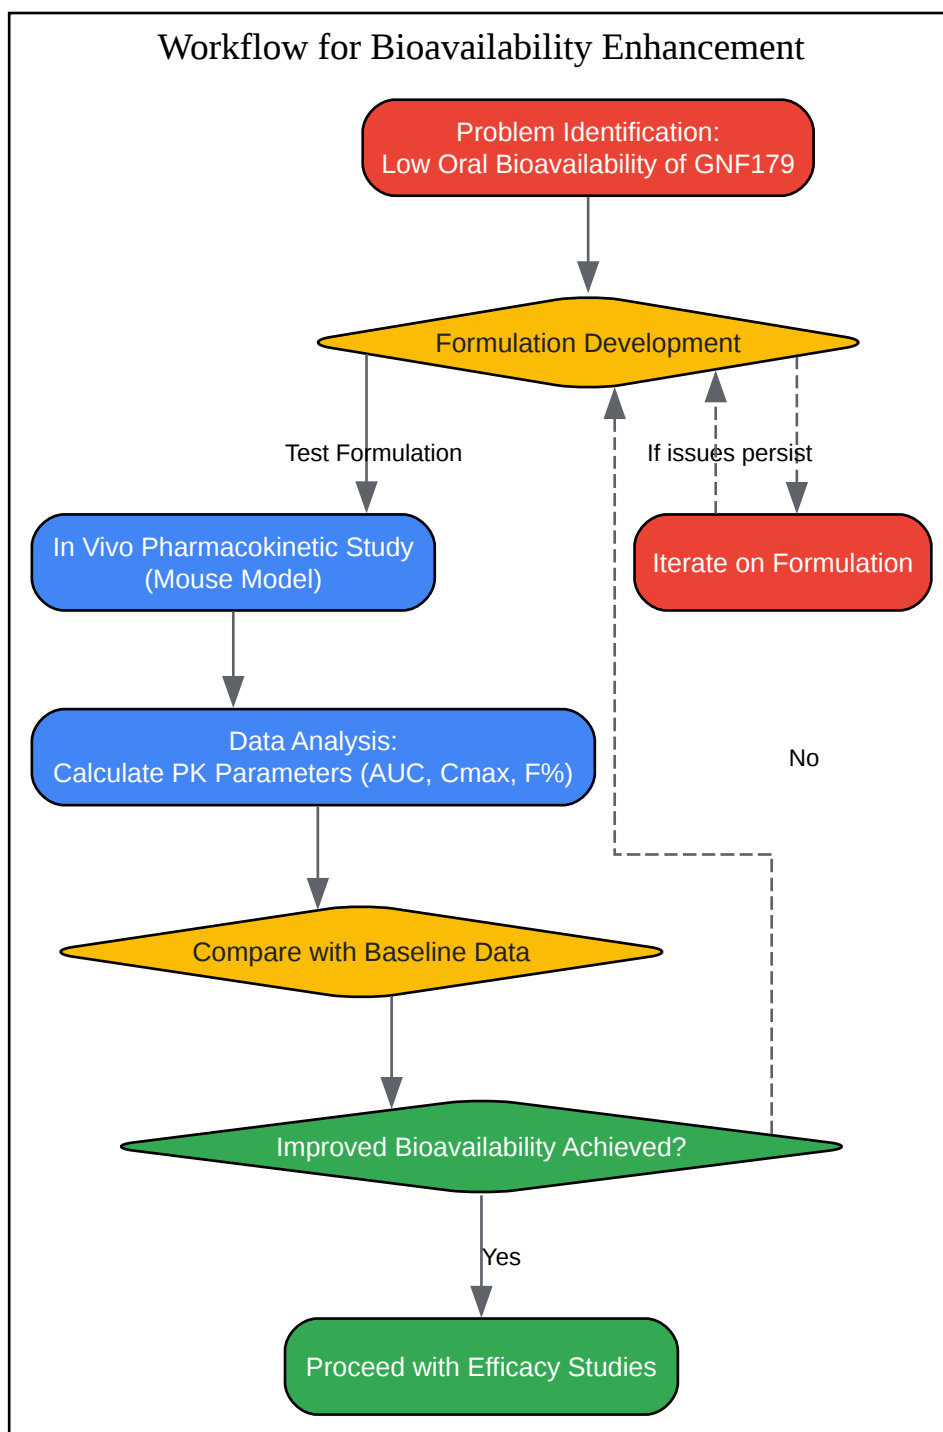 Workflow for Bioavailability Enhancement
Problem Identification:
Low Oral Bioavailability of GNF179
Formulation Development
Test Formulation
If issues persist
In Vivo Pharmacokinetic Study
(Mouse Model)
Iterate on Formulation
Data Analysis:
Calculate PK Parameters (AUC, Cmax, F%)
No
Compare with Baseline Data
Improved Bioavailability Achieved?
Yes
Proceed with Efficacy Studies